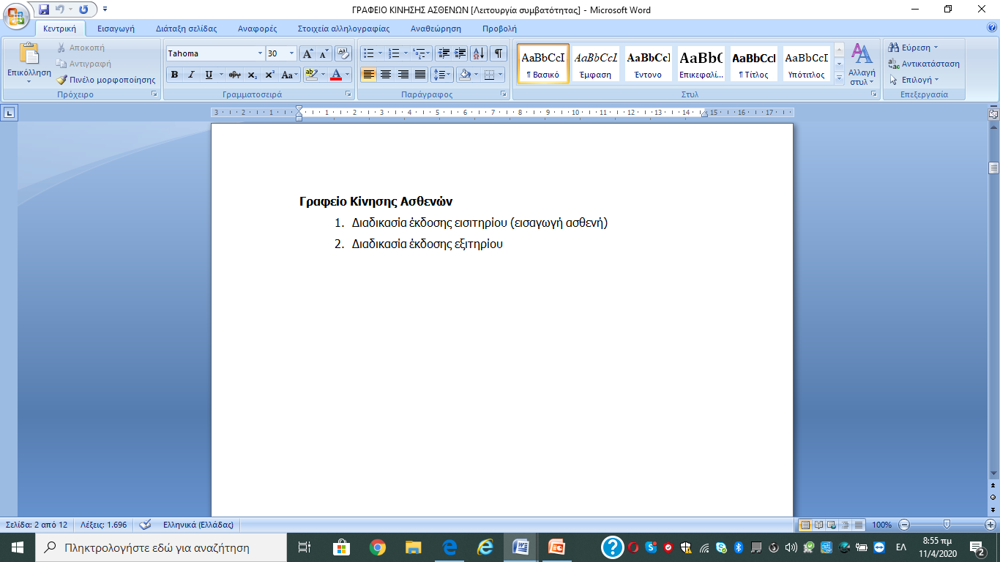 ΓΡΑΦΕΙΟ ΚΙΝΗΣΗΣ ΑΣΘΕΝΩΝ [Λειτουργία συμβατότητας] - Microsoft Word
Κεντρική Εισαγωγή Διάταξη σελίδας Αναφορές Στοιχεία αλληλογραφίας Αναθεώρηση Προβολή
Επικόλληση
Αποκοπή
Αντιγραφή
Πινέλο μορφοποίησης
Πρόχειρο
Tahoma 30
Γραμματοσειρά
Παράγραφος
AaBbCcI AaBbCcI AaBbCcI AaBbC AaBbCcI AaBbCcI
¶ Βασικό Έμφαση Έντονο Επικεφαλί... ¶ Τίτλος Υπότιτλος
Στυλ
Αλλαγή στυλ
Εύρεση
Αντικατάσταση
Επιλογή
Επεξεργασία
3 2 1 1 2 3 4 5 6 7 8 9 10 11 12 13 14 15 16 17
Γραφείο Κίνησης Ασθενών
1. Διαδικασία έκδοσης εισιτηρίου (εισαγωγή ασθενή)
2. Διαδικασία έκδοσης εξιτηρίου
Σελίδα: 2 από 12 Λέξεις: 1.696 Ελληνικά (Ελλάδας) 100%
Πληκτρολογήστε εδώ για αναζήτηση
ΕΛ
8:55 πμ
11/4/2020
2